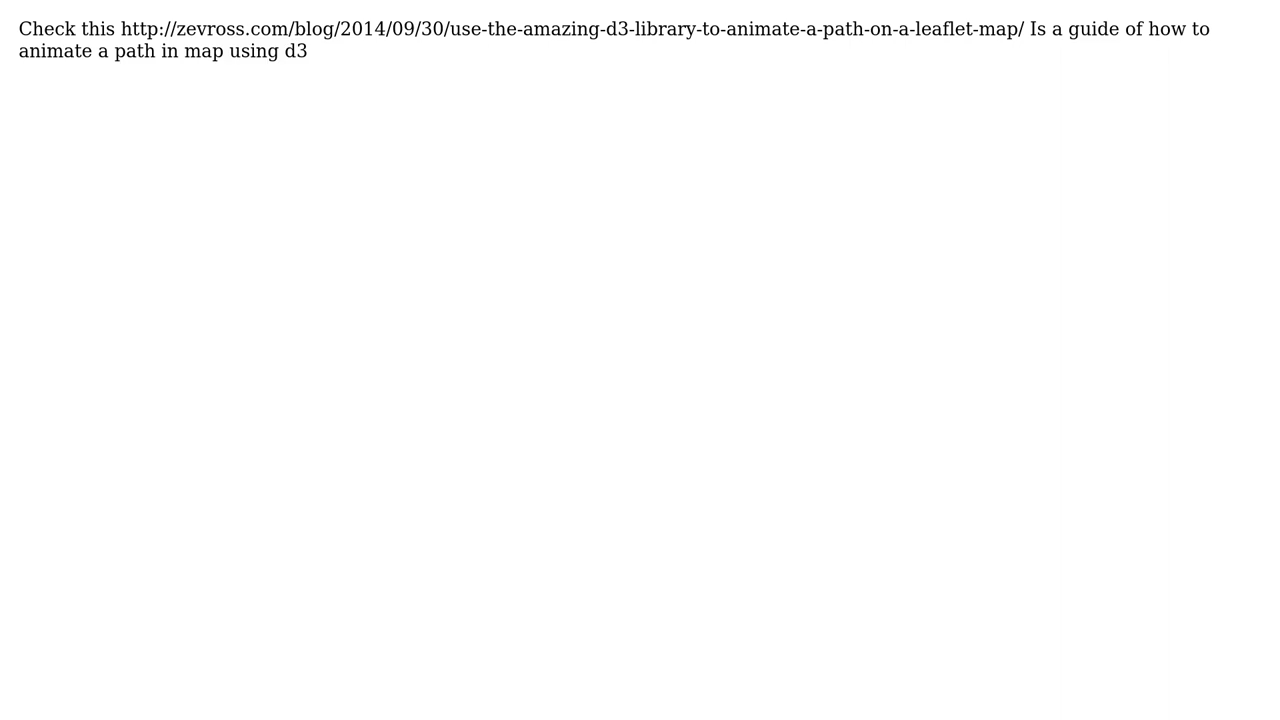 Check this http://zevross.com/blog/2014/09/30/use-the-amazing-d3-library-to-animate-a-path-on-a-leaflet-map/ Is a guide of how to
animate a path in map using d3